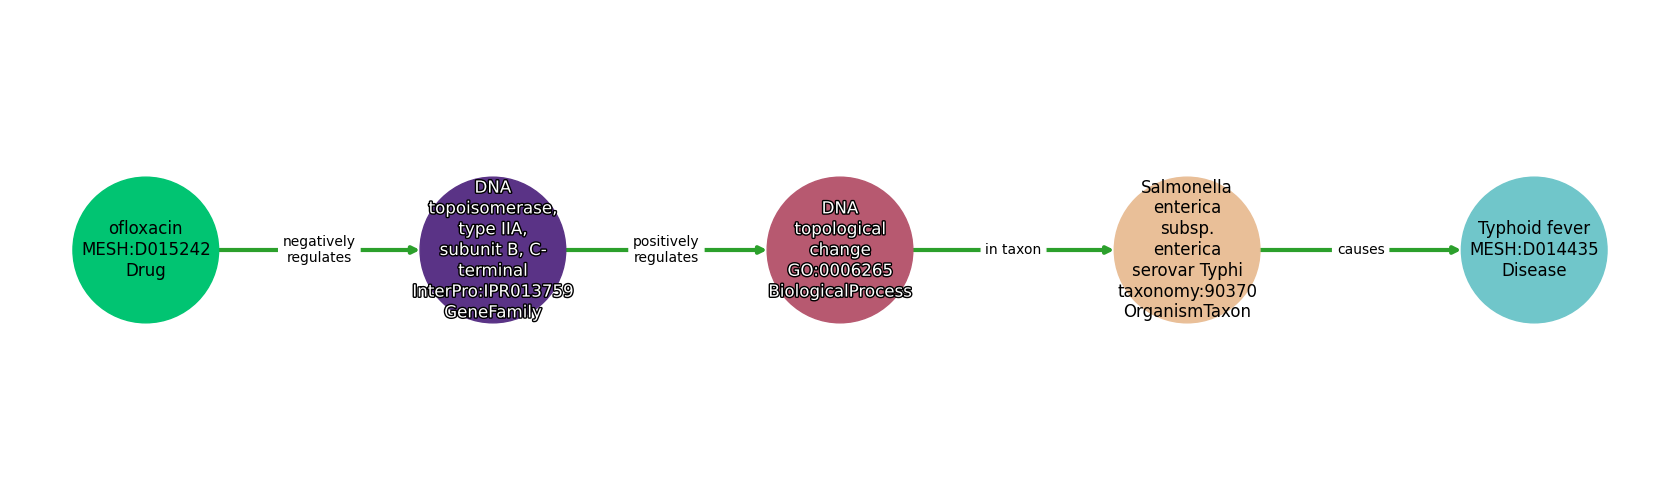 ofloxacin
MESH:D015242
Drug
negatively
regulates
DNA
topoisomerase,
type IIA,
subunit B, C-
terminal
InterPro:IPR013759
GeneFamily
positively
regulates
DNA
topological
change
GO:0006265
BiologicalProcess
in taxon
Salmonella
enterica
subsp.
enterica
serovar Typhi
taxonomy:90370
OrganismTaxon
causes
Typhoid fever
MESH:D014435
Disease